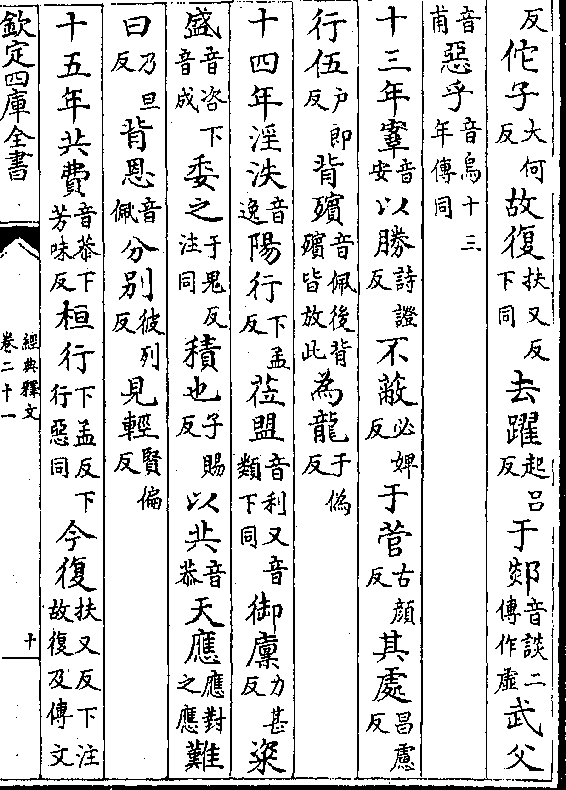 反佗子大何反故復扶又反下同去躍起呂反于郯音談二傳作虛武父
音甫惡乎音烏十三年傳同
十三年鞌音安以勝詩證反不蔽必婢反于菅古顔反其處昌慮反
行伍户即反背殯音佩後背殯皆放此為龍于偽反
十四年淫泆音逸陽行下孟反莅盟音利又音類下同御廪力甚反粢
盛音咨下音成委之于鬼反注同積也子賜反以共音恭天應應對之應難
曰乃旦反背恩音佩分别彼列反見輕賢偏反
十五年共費音恭下芳味反桓行下孟反下行惡同今復扶又反下注故復及傳文
欽定四庫全書
經典釋文
卷二十一
十